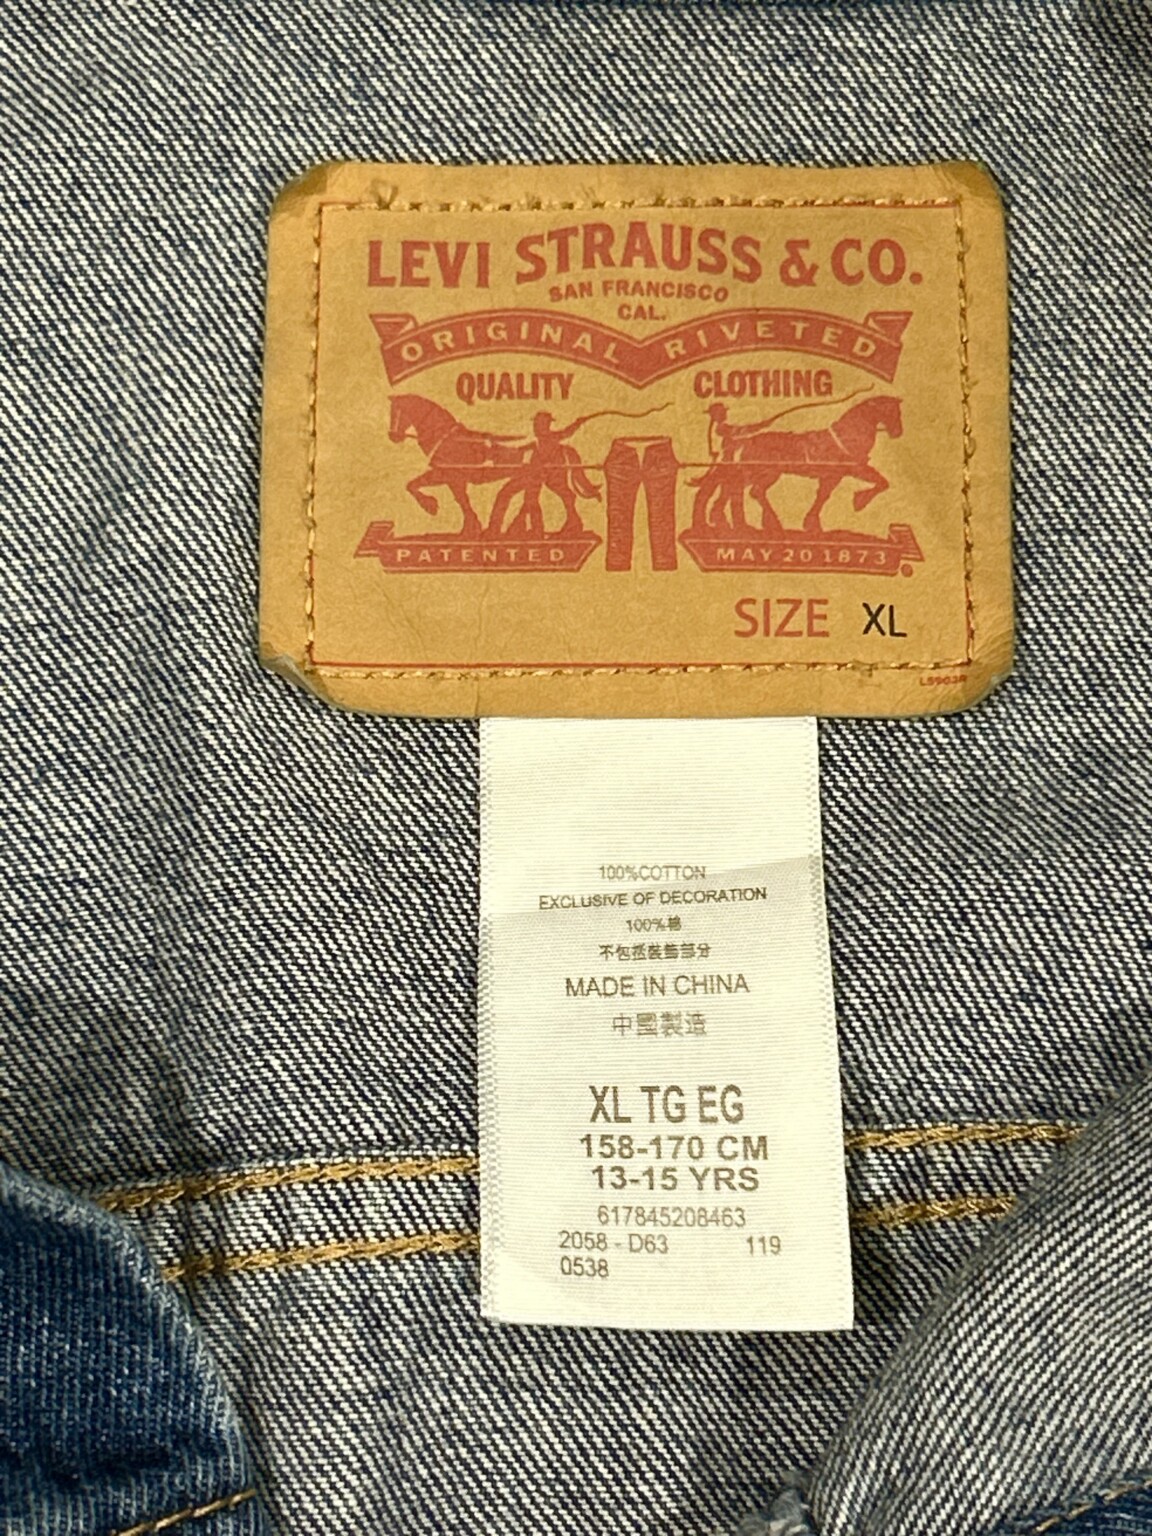 LEVI STRAUSS & CO.
SAN FRANCISCO
CAL.
ORIGINAL RIVETED
QUALITY CLOTHING
PATENTED MAY 20 1873
®
SIZE XL
LS903R
100%COTTON
EXCLUSIVE OF DECORATION
100%棉
不包括裝飾部分
MADE IN CHINA
中國製造
XL TG EG
158-170 CM
13-15 YRS
617845208463
2058 - D63 119
0538